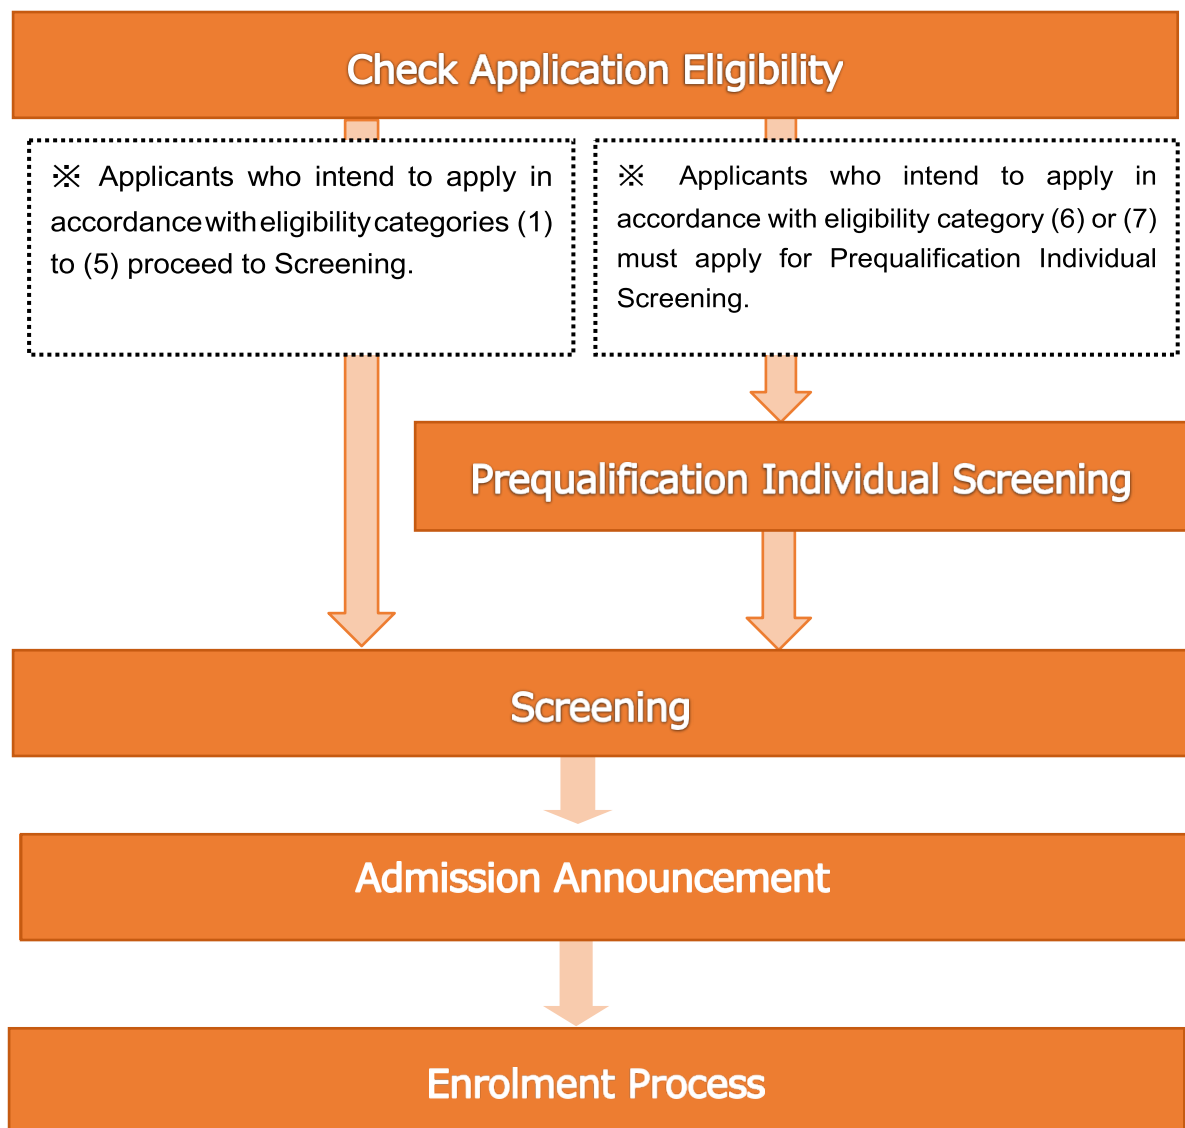 Check Application Eligibility
※ Applicants who intend to apply in
accordance with eligibility categories (1)
to (5) proceed to Screening.
※ Applicants who intend to apply in
accordance with eligibility category (6) or (7)
must apply for Prequalification Individual
Screening.
Prequalification Individual Screening
Screening
Admission Announcement
Enrolment Process